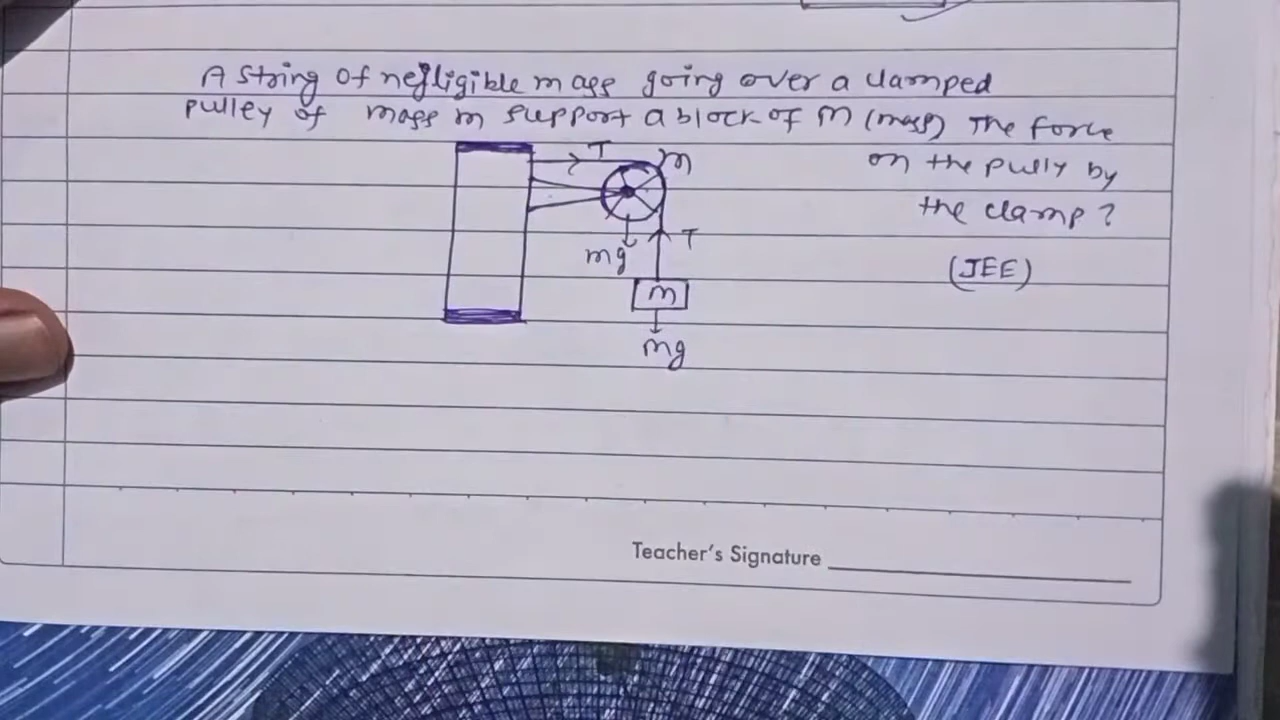 A string of negligible mass going over a clamped
pulley of mass m support a block of M (mass) The force
on the pully by
the clamp?
(JEE)
T
m
T
mg
m
mg
Teacher's Signature